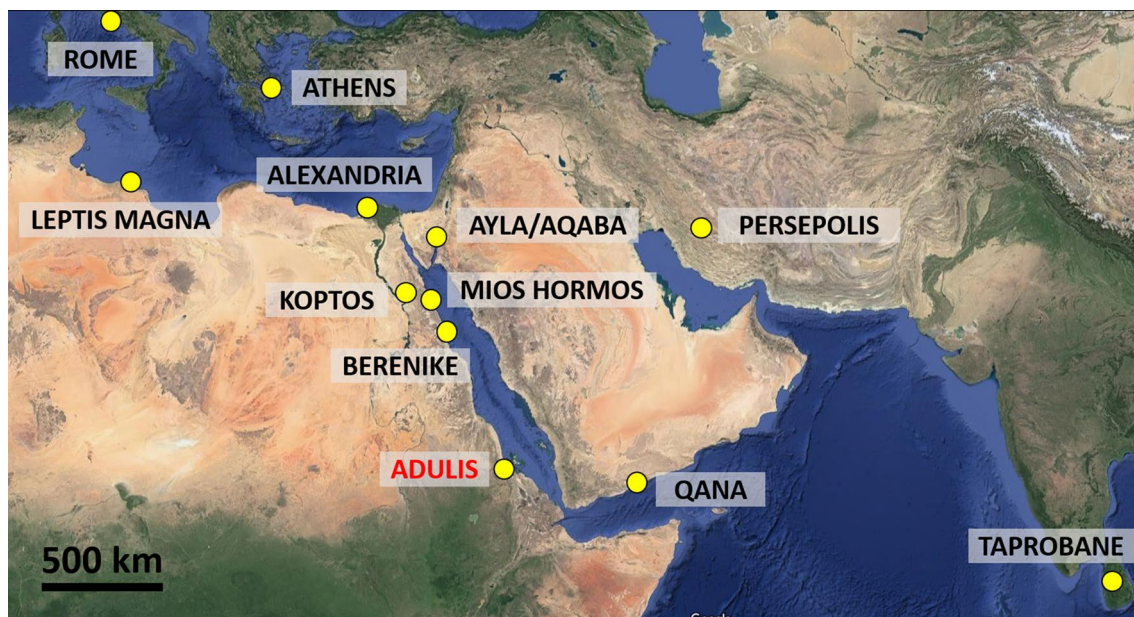 ROME
ATHENS
ALEXANDRIA
LEPTIS MAGNA
AYLA/AQABA
PERSEPOLIS
KOPTOS
MIOS HORMOS
BERENIKE
ADULIS
QANA
TAPROBANE
500 km